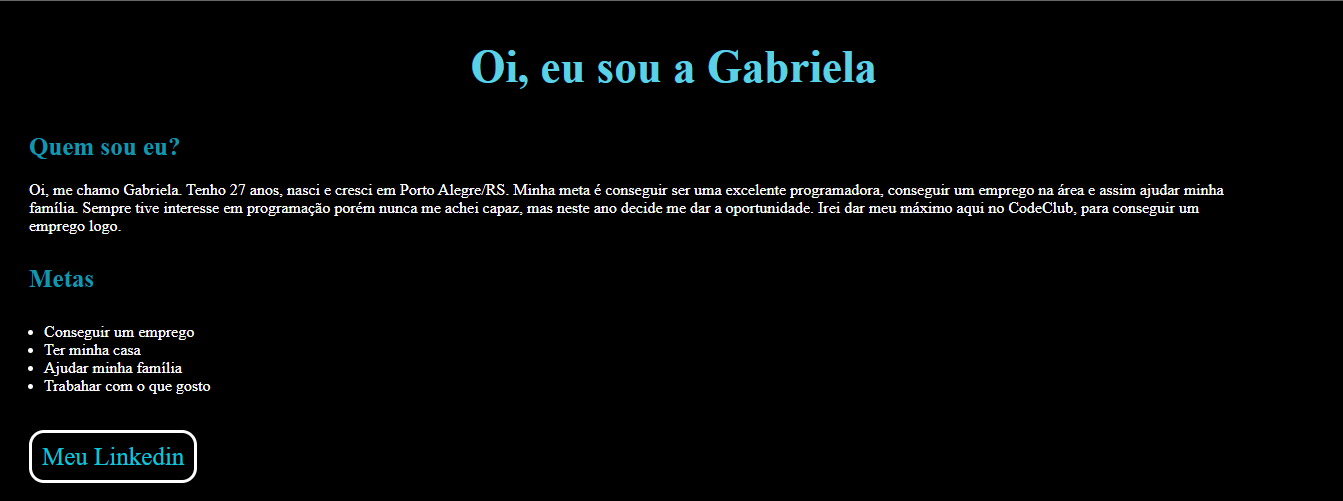 Oi, eu sou a Gabriela
Quem sou eu?
Oi, me chamo Gabriela. Tenho 27 anos, nasci e cresci em Porto Alegre/RS. Minha meta é conseguir ser uma excelente programadora, conseguir um emprego na área e assim ajudar minha
família. Sempre tive interesse em programação porém nunca me achei capaz, mas neste ano decide me dar a oportunidade. Irei dar meu máximo aqui no CodeClub, para conseguir um
emprego logo.
Metas
• Conseguir um emprego
• Ter minha casa
• Ajudar minha família
• Trabahar com o que gosto
Meu Linkedin